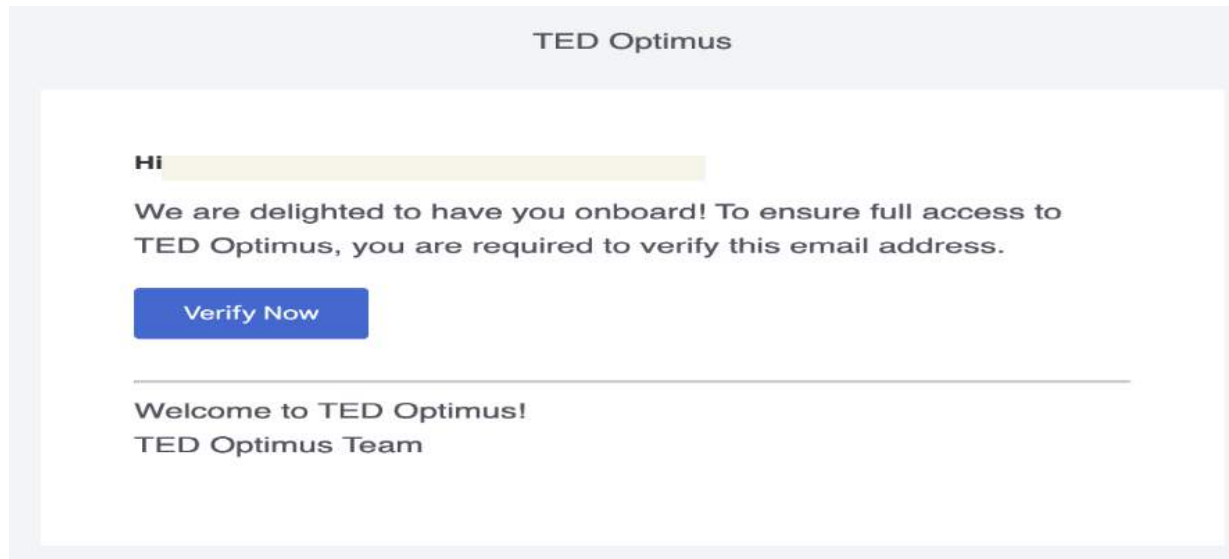 TED Optimus
Hi
We are delighted to have you onboard! To ensure full access to
TED Optimus, you are required to verify this email address.
Verify Now
Welcome to TED Optimus!
TED Optimus Team